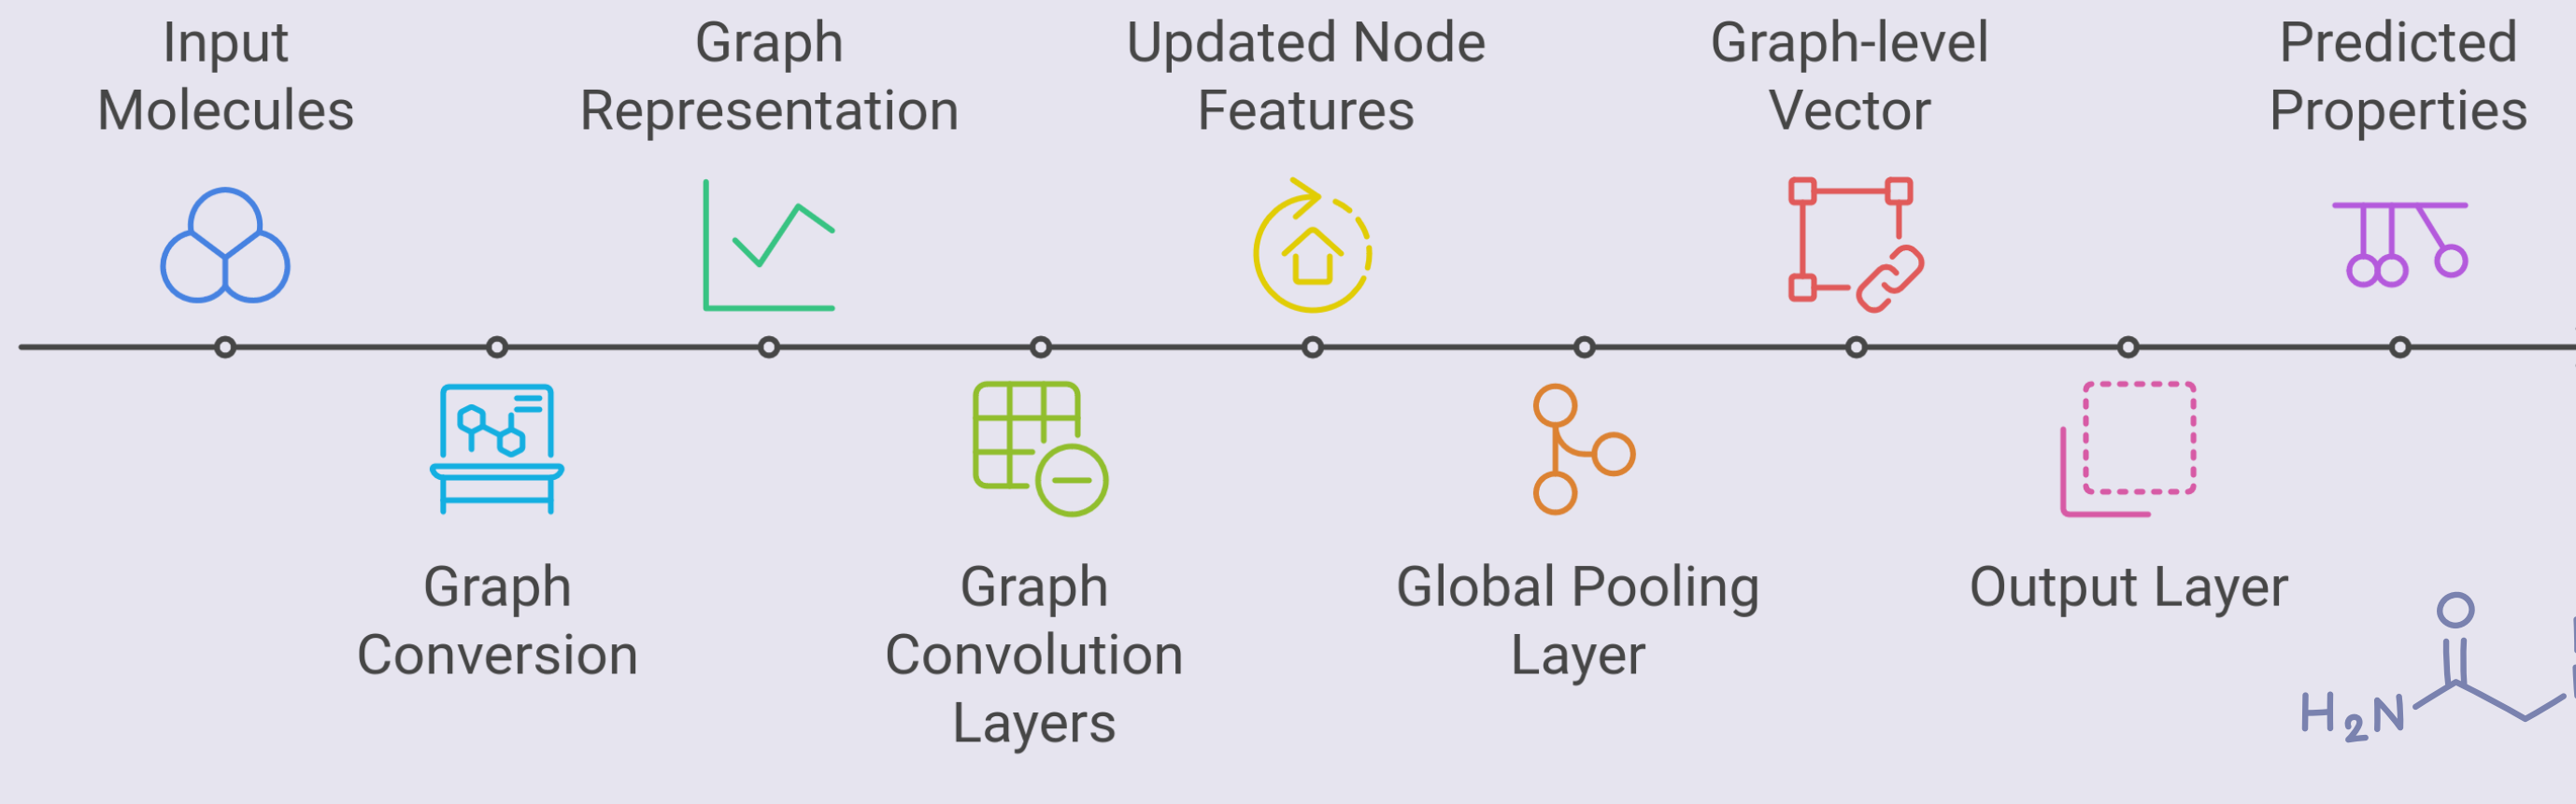 Input
Molecules
Graph
Representation
Updated Node
Features
Graph-level
Vector
Predicted
Properties
Graph
Conversion
Graph
Convolution
Layers
Global Pooling
Layer
Output Layer
O
H2N